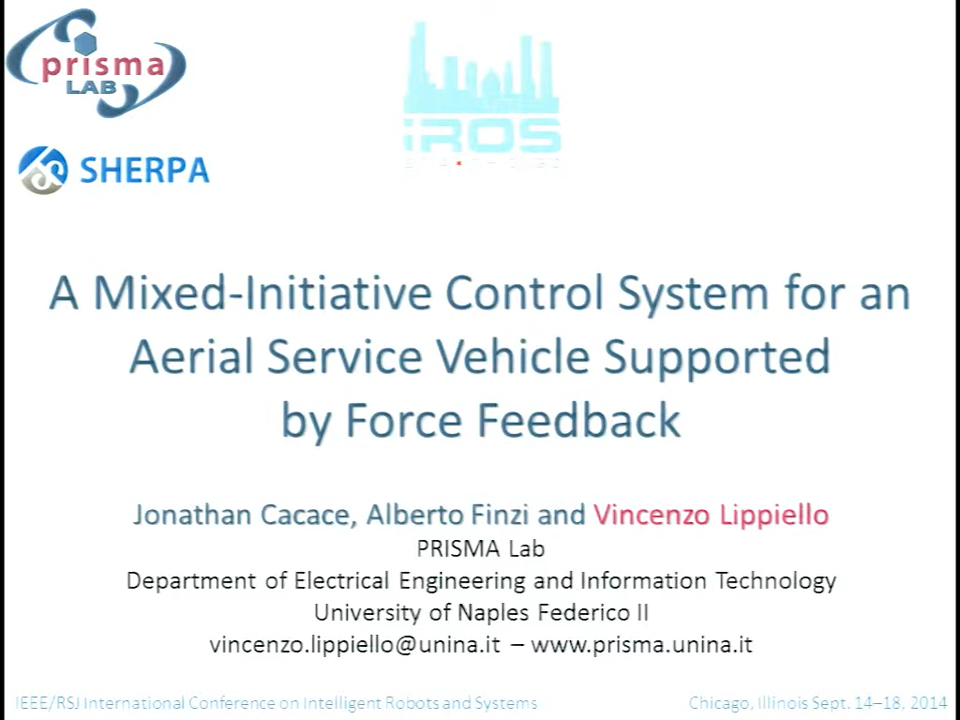 prisma
LAB
SHERPA
iROS
A Mixed-Initiative Control System for an
Aerial Service Vehicle Supported
by Force Feedback
Jonathan Cacace, Alberto Finzi and Vincenzo Lippiello
PRISMA Lab
Department of Electrical Engineering and Information Technology
University of Naples Federico II
vincenzo.lippiello@unina.it – www.prisma.unina.it
IEEE/RSJ International Conference on Intelligent Robots and Systems
Chicago, Illinois Sept. 14–18, 2014